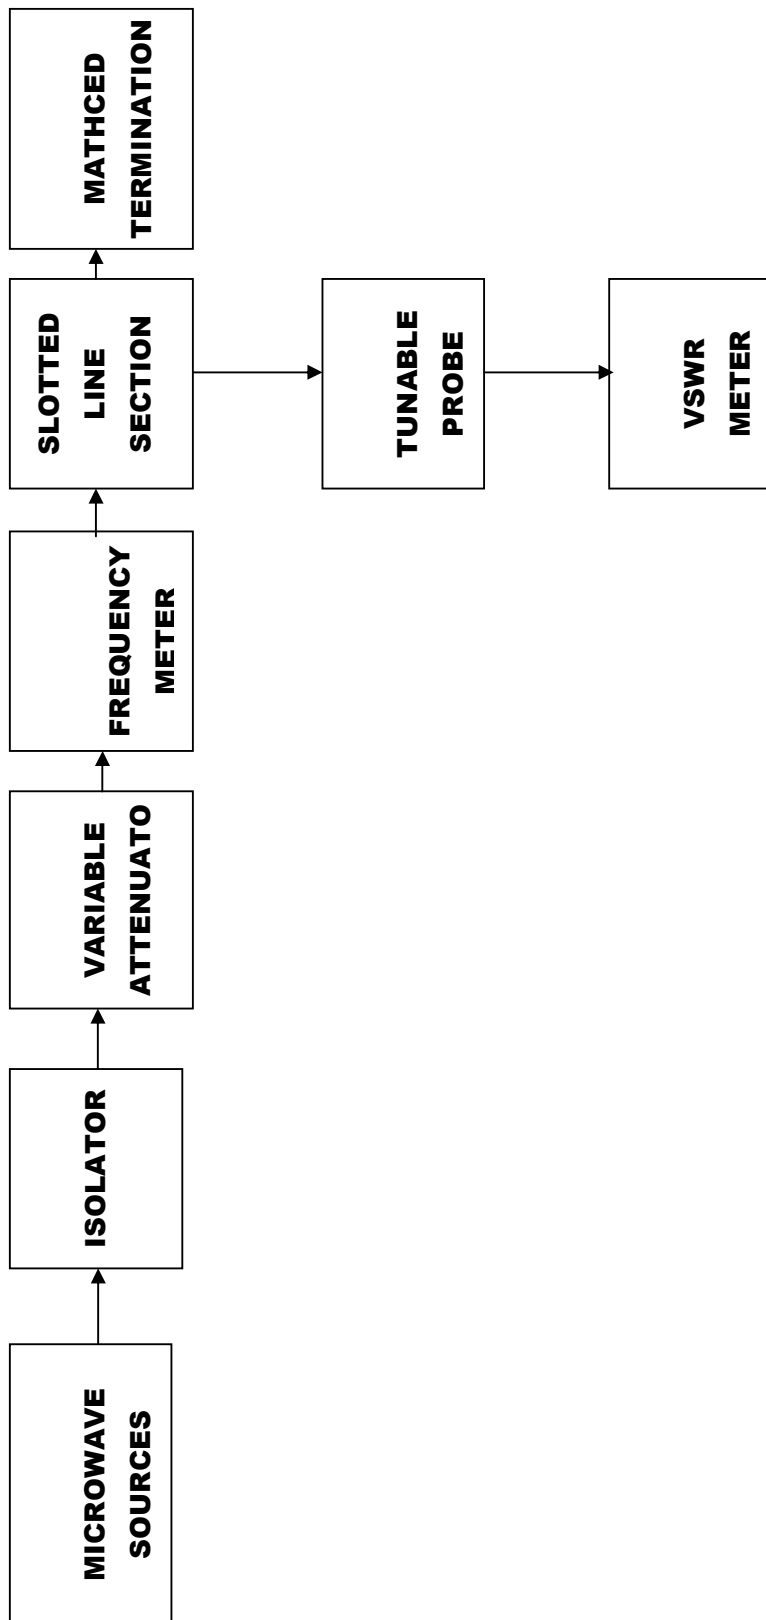 MICROWAVE
SOURCES
ISOLATOR
VARIABLE
ATTENUATO
FREQUENCY
METER
SLOTTED
LINE
SECTION
MATHCED
TERMINATION
TUNABLE
PROBE
VSWR
METER